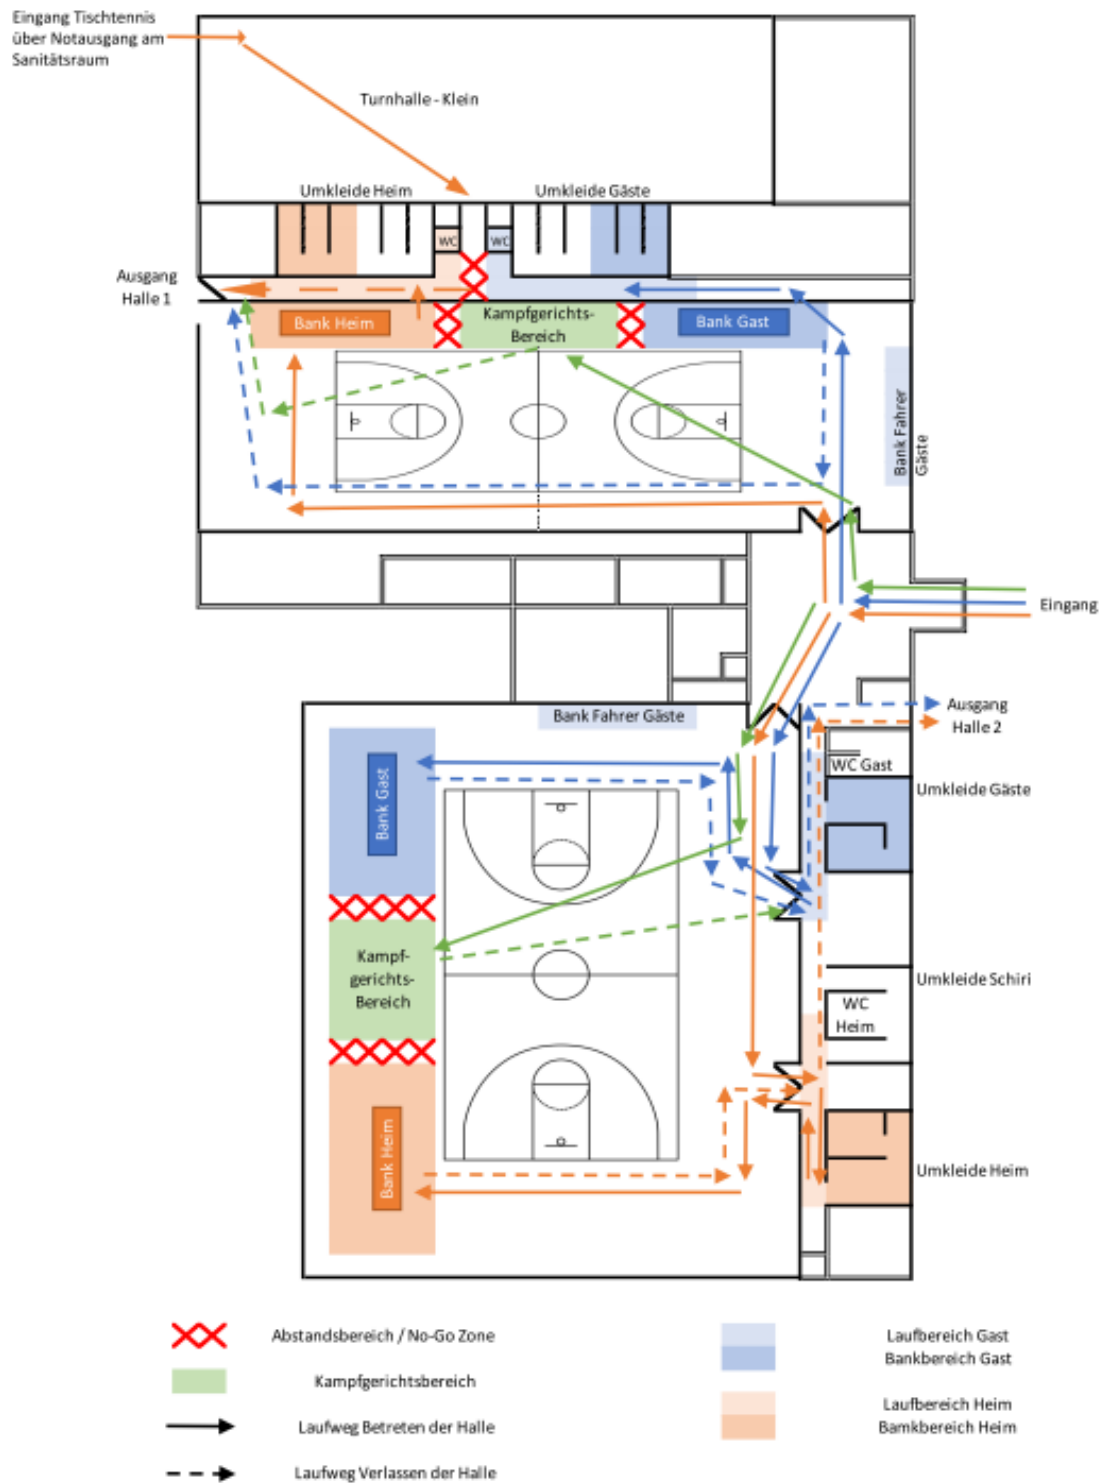 Eingang Tischtennis
über Notausgang am
Sanitätsraum
Turnhalle - Klein
Umkleide Heim
Umkleide Gäste
WC
WC
Ausgang
Halle 1
Bank Heim
Kampfgerichts-
Bereich
Bank Gast
Bank Fahrer
Gäste
Eingang
Ausgang
Halle 2
Bank Fahrer Gäste
WC Gast
Bank Gast
Umkleide Gäste
Kampf-
gerichts-
Bereich
Umkleide Schiri
WC
Heim
Bank Heim
Umkleide Heim
Abstandsbereich / No-Go Zone
Laufbereich Gast
Bankbereich Gast
Kampfgerichtsbereich
Laufbereich Heim
Bamkbereich Heim
Laufweg Betreten der Halle
Laufweg Verlassen der Halle